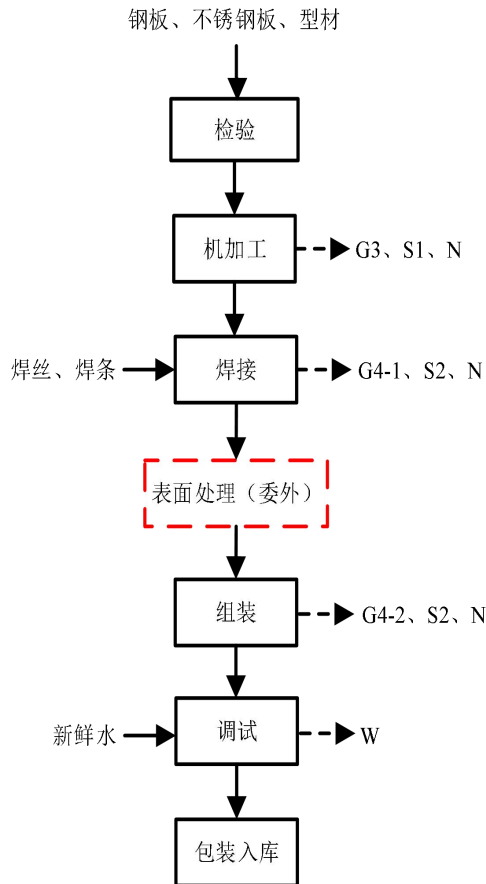 钢板、不锈钢板、型材
检验
机加工
G3、S1、N
焊丝、焊条
焊接
G4-1、S2、N
表面处理（委外）
组装
G4-2、S2、N
新鲜水
调试
W
包装入库